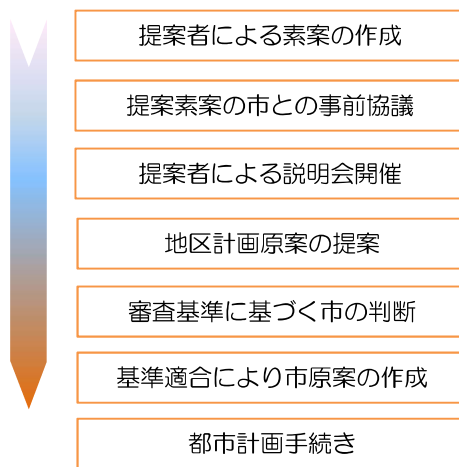 提案者による素案の作成
提案素案の市との事前協議
提案者による説明会開催
地区計画原案の提案
審査基準に基づく市の判断
基準適合により市原案の作成
都市計画手続き